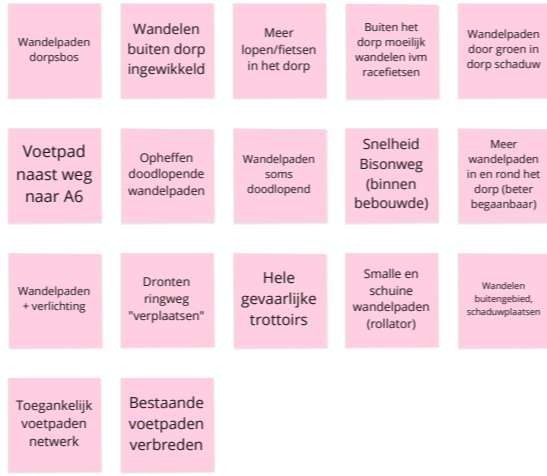 Wandelpaden
dorpsbos
Wandelen
buiten dorp
ingewikkeld
Meer
lopen/fietsen
in het dorp
Buiten het
dorp moeilijk
wandelen ivm
racefietsen
Wandelpaden
door groen in
dorp schaduw
Voetpad
naast weg
naar A6
Opheffen
doodlopende
wandelpaden
Wandelpaden
soms
doodlopend
Snelheid
Bisonweg
(binnen
bebouwde)
Meer
wandelpaden
in en rond het
dorp (beter
begaanbaar)
Wandelpaden
+ verlichting
Dronten
ringweg
"verplaatsen"
Hele
gevaarlijke
trottoirs
Smalle en
schuine
wandelpaden
(rollator)
Wandelen
buitengebied,
schaduwplaatsen
Toegankelijk
voetpaden
netwerk
Bestaande
voetpaden
verbreden